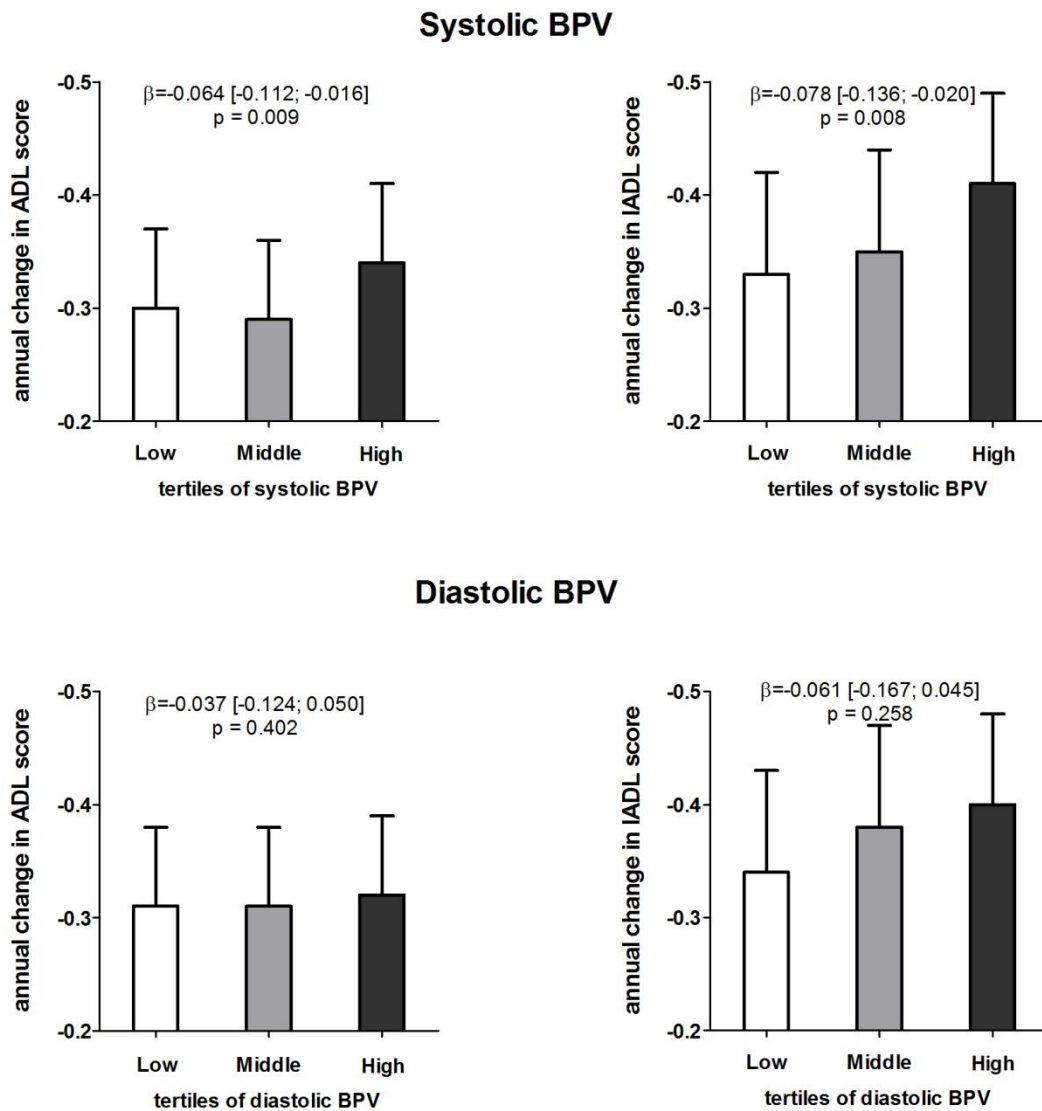 Systolic BPV
annual change in ADL score
-0.5
-0.4
-0.3
-0.2
β=-0.064 [-0.112; -0.016]
p = 0.009
Low Middle High
tertiles of systolic BPV
annual change in IADL score
-0.5
-0.4
-0.3
-0.2
β=-0.078 [-0.136; -0.020]
p = 0.008
Low Middle High
tertiles of systolic BPV
Diastolic BPV
annual change in ADL score
-0.5
-0.4
-0.3
-0.2
β=-0.037 [-0.124; 0.050]
p = 0.402
Low Middle High
tertiles of diastolic BPV
annual change in IADL score
-0.5
-0.4
-0.3
-0.2
β=-0.061 [-0.167; 0.045]
p = 0.258
Low Middle High
tertiles of diastolic BPV